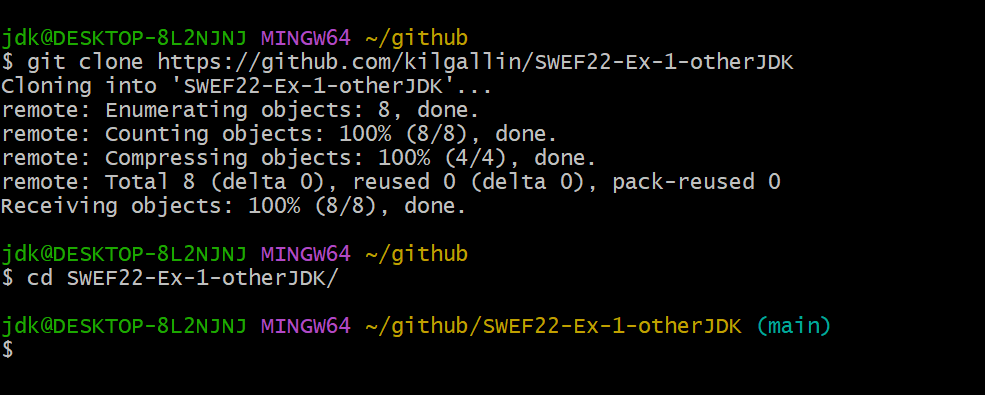 jdk@DESKTOP-8L2NJNJ MINGW64 ~/github
$ git clone https://github.com/kilgallin/SWEF22-Ex-1-otherJDK
Cloning into 'SWEF22-Ex-1-otherJDK'...
remote: Enumerating objects: 8, done.
remote: Counting objects: 100% (8/8), done.
remote: Compressing objects: 100% (4/4), done.
remote: Total 8 (delta 0), reused 0 (delta 0), pack-reused 0
Receiving objects: 100% (8/8), done.
jdk@DESKTOP-8L2NJNJ MINGW64 ~/github
$ cd SWEF22-Ex-1-otherJDK/
jdk@DESKTOP-8L2NJNJ MINGW64 ~/github/SWEF22-Ex-1-otherJDK (main)
$